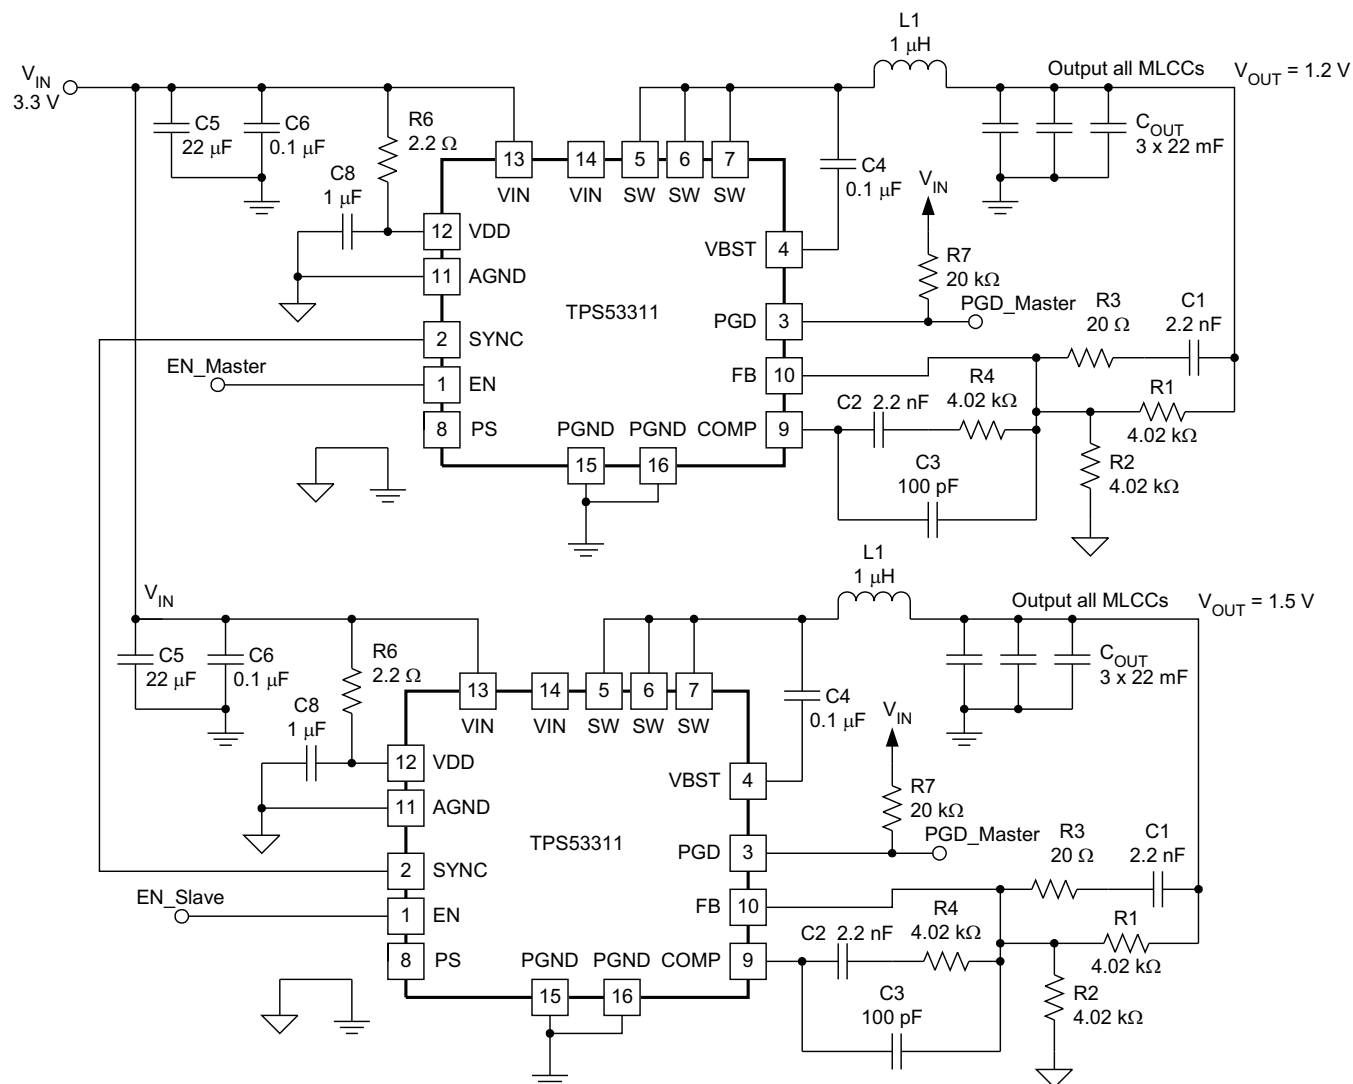 L1
1 μH
VIN
3.3 V
Output all MLCCs
VOUT = 1.2 V
C5
22 μF
C6
0.1 μF
R6
2.2 Ω
COUT
3 x 22 mF
C8
1 μF
13
14
5
6
7
VIN
VIN
SW
SW
SW
C4
0.1 μF
VIN
12
VDD
4
VBST
R7
20 kΩ
11
AGND
TPS53311
PGD_Master
3
PGD
R3
20 Ω
C1
2.2 nF
2
SYNC
EN_Master
1
EN
10
FB
R4
4.02 kΩ
R1
4.02 kΩ
C2 2.2 nF
8
PS
PGND
PGND
COMP
9
15
16
C3
100 pF
R2
4.02 kΩ
L1
1 μH
VIN
Output all MLCCs
VOUT = 1.5 V
C5
22 μF
C6
0.1 μF
R6
2.2 Ω
COUT
3 x 22 mF
C8
1 μF
13
14
5
6
7
VIN
VIN
SW
SW
SW
C4
0.1 μF
VIN
12
VDD
4
VBST
R7
20 kΩ
11
AGND
TPS53311
PGD_Master
3
PGD
R3
20 Ω
C1
2.2 nF
2
SYNC
EN_Slave
1
EN
10
FB
R4
4.02 kΩ
R1
4.02 kΩ
C2 2.2 nF
8
PS
PGND
PGND
COMP
9
15
16
C3
100 pF
R2
4.02 kΩ